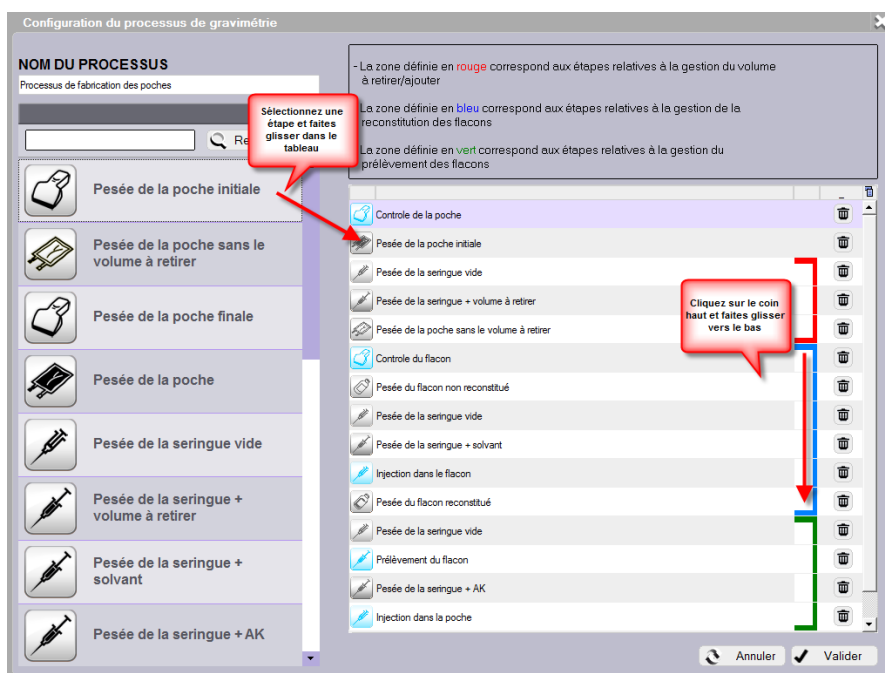 Configuration du processus de gravimétrie
NOM DU PROCESSUS
Processus de fabrication des poches
Sélectionnez une
étape et faites
glisser dans le
tableau
Re
Pesée de la poche initiale
Pesée de la poche sans le
volume à retirer
Pesée de la poche finale
Pesée de la poche
Pesée de la seringue vide
Pesée de la seringue +
volume à retirer
Pesée de la seringue +
solvant
Pesée de la seringue + AK
- La zone définie en rouge correspond aux étapes relatives à la gestion du volume
à retirer/ajouter
La zone définie en bleu correspond aux étapes relatives à la gestion de la
reconstitution des flacons
La zone définie en vert correspond aux étapes relatives à la gestion du
prélèvement des flacons
Controle de la poche
Pesée de la poche initiale
Pesée de la seringue vide
Pesée de la seringue + volume à retirer
Pesée de la poche sans le volume à retirer
Controle du flacon
Pesée du flacon non reconstitué
Pesée de la seringue vide
Pesée de la seringue + solvant
Injection dans le flacon
Pesée du flacon reconstitué
Pesée de la seringue vide
Prélèvement du flacon
Pesée de la seringue + AK
Injection dans la poche
Cliquez sur le coin
haut et faites glisser
vers le bas
Annuler
Valider